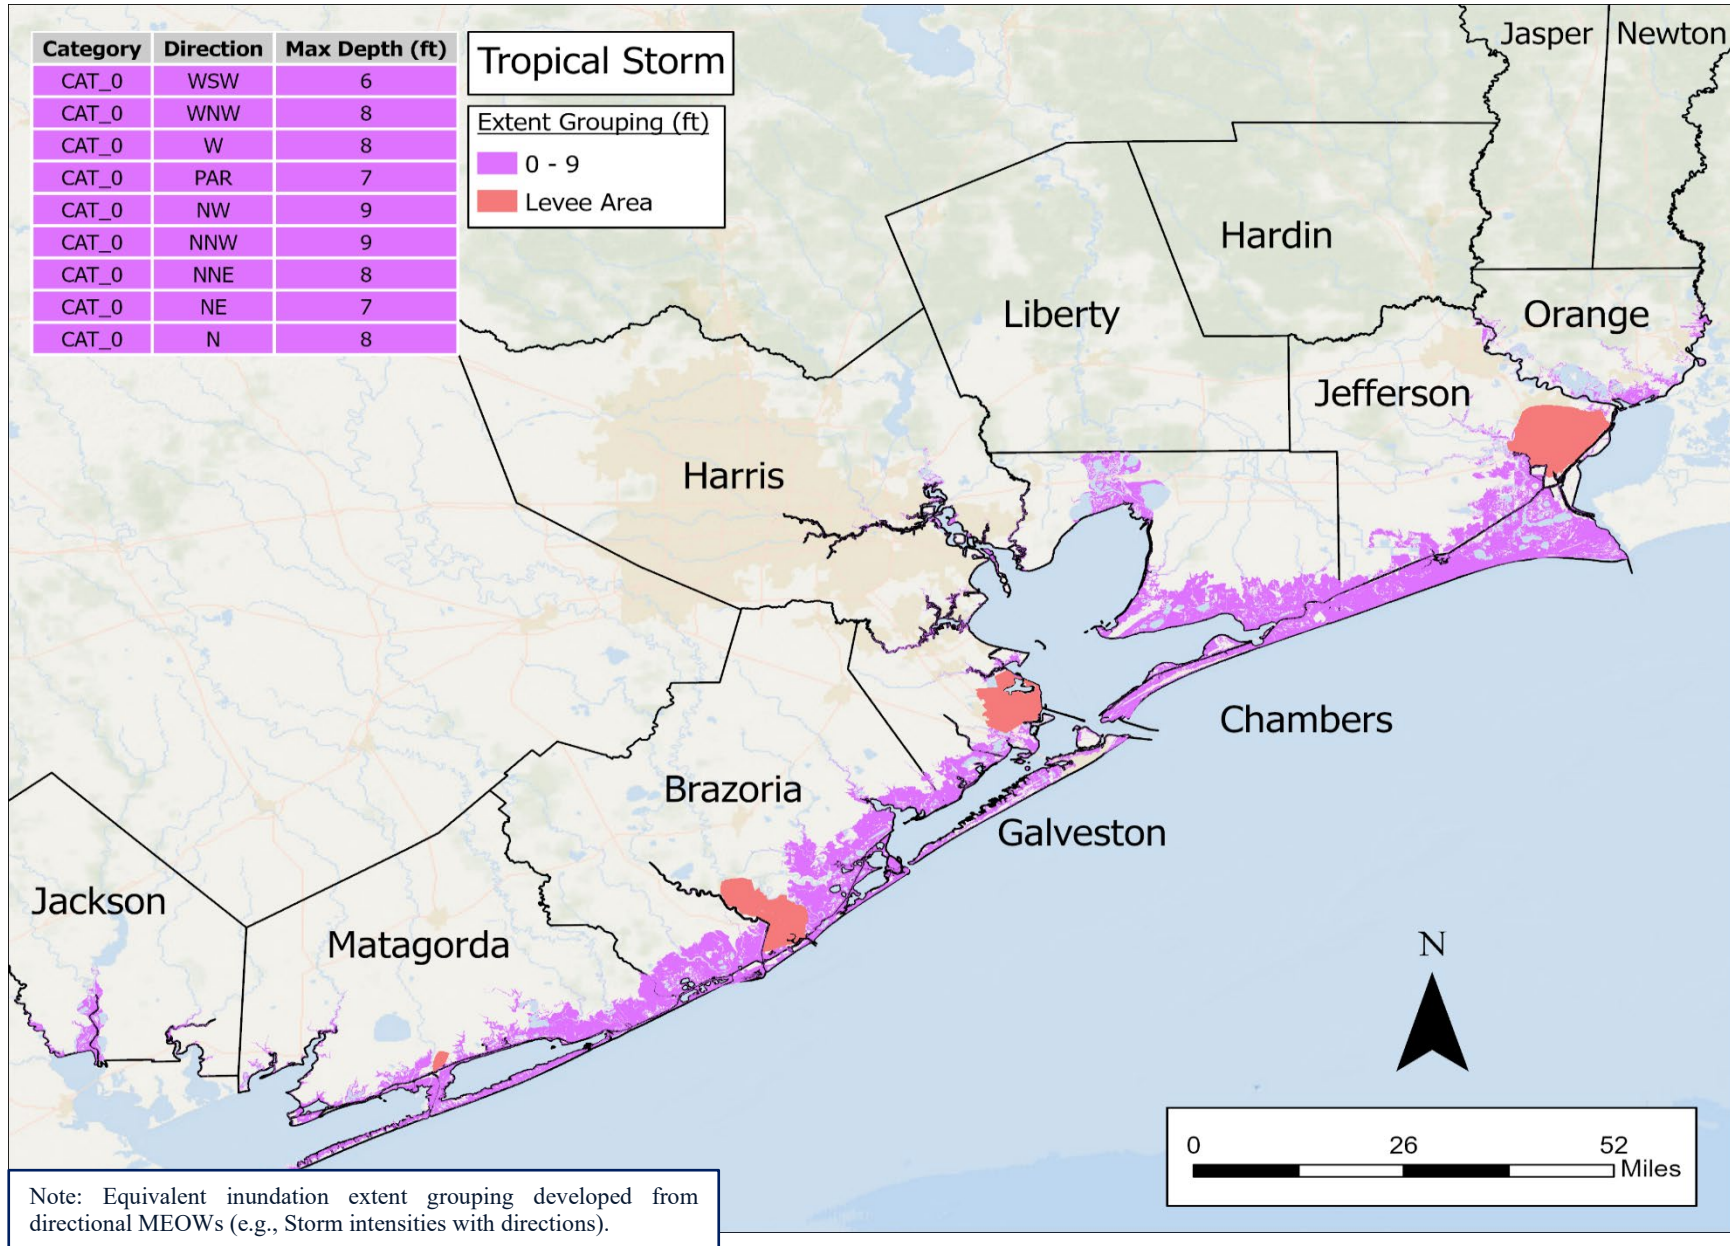 Category Direction Max Depth (ft)
CAT_0 WSW 6
CAT_0 WNW 8
CAT_0 W 8
CAT_0 PAR 7
CAT_0 NW 9
CAT_0 NNW 9
CAT_0 NNE 8
CAT_0 NE 7
CAT_0 N 8
Tropical Storm
Extent Grouping (ft)
0 - 9
Levee Area
Jasper
Newton
Hardin
Liberty
Orange
Jefferson
Harris
Chambers
Brazoria
Galveston
Jackson
Matagorda
N
0 26 52
Miles
Note: Equivalent inundation extent grouping developed from
directional MEOWs (e.g., Storm intensities with directions).